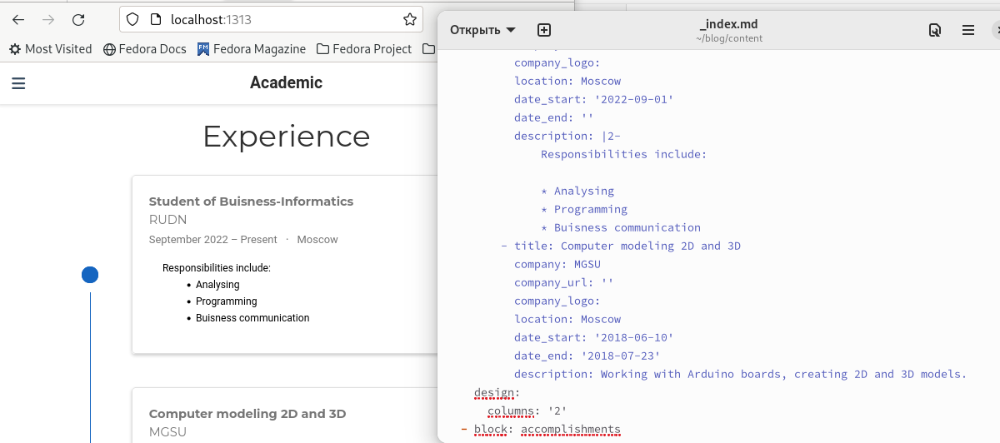 localhost:1313
Most Visited Fedora Docs Fedora Magazine Fedora Project
Academic
Experience
Student of Buisness-Informatics
RUDN
September 2022 – Present · Moscow
Responsibilities include:
• Analysing
• Programming
• Buisness communication
Computer modeling 2D and 3D
MGSU
Открыть
_index.md
~/blog/content
company_logo:
location: Moscow
date_start: '2022-09-01'
date_end: ''
description: |2-
Responsibilities include:
* Analysing
* Programming
* Buisness communication
- title: Computer modeling 2D and 3D
company: MGSU
company_url: ''
company_logo:
location: Moscow
date_start: '2018-06-10'
date_end: '2018-07-23'
description: Working with Arduino boards, creating 2D and 3D models.
design:
columns: '2'
- block: accomplishments